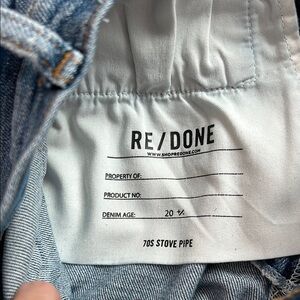 RE/DONE
WWW.SHOPREDONE.COM
PROPERTY OF:
PRODUCT NO:
DENIM AGE: 20 +/-
70S STOVE PIPE